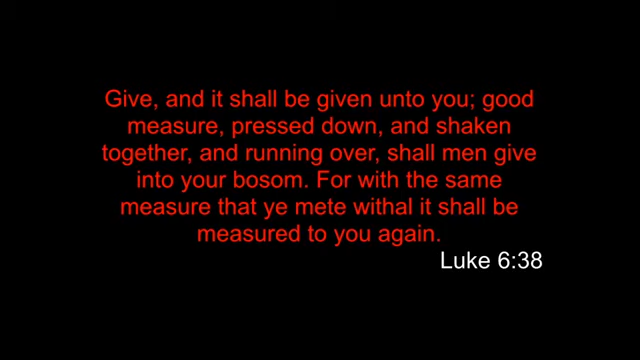 Give, and it shall be given unto you; good
measure, pressed down, and shaken
together, and running over, shall men give
into your bosom. For with the same
measure that ye mete withal it shall be
measured to you again.
Luke 6:38